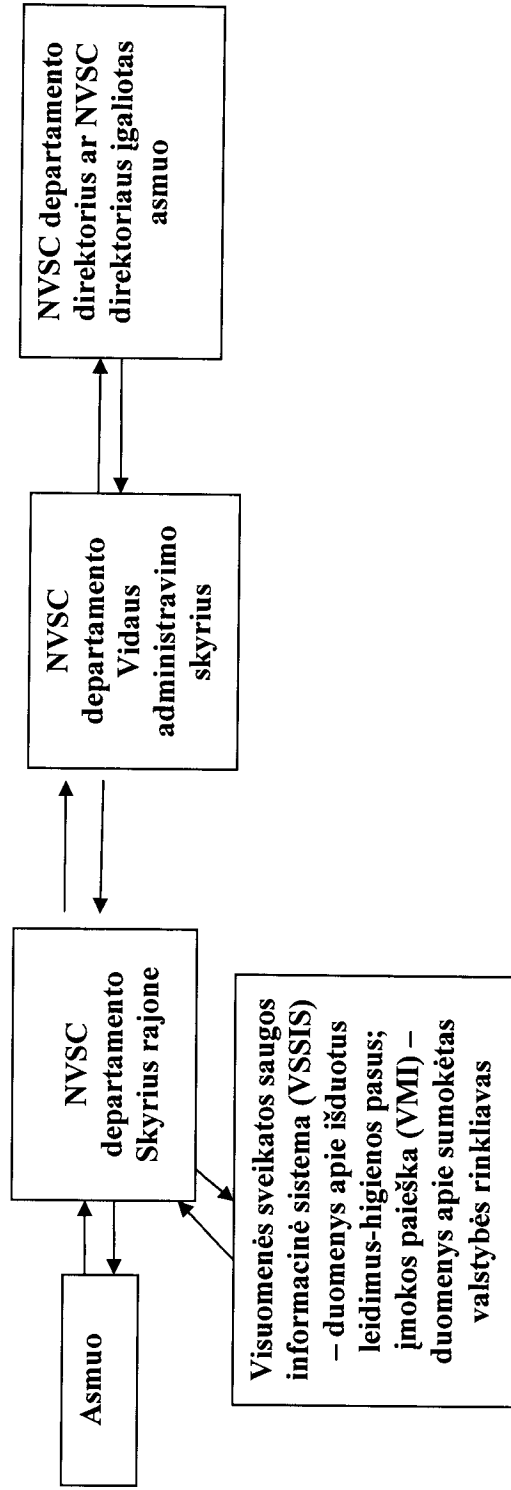 Asmuo
NVSC
departamento
Skyrius rajone
NVSC
departamento
Vidaus
administravimo
skyrius
NVSC departamento
direktorius ar NVSC
direktoriaus įgaliotas
asmuo
Visuomenės sveikatos saugos
informacinė sistema (VSSIS)
– duomenys apie išduotus
leidimus-higienos pasus;
įmokos paieška (VMI) –
duomenys apie sumokėtas
valstybės rinkliavas